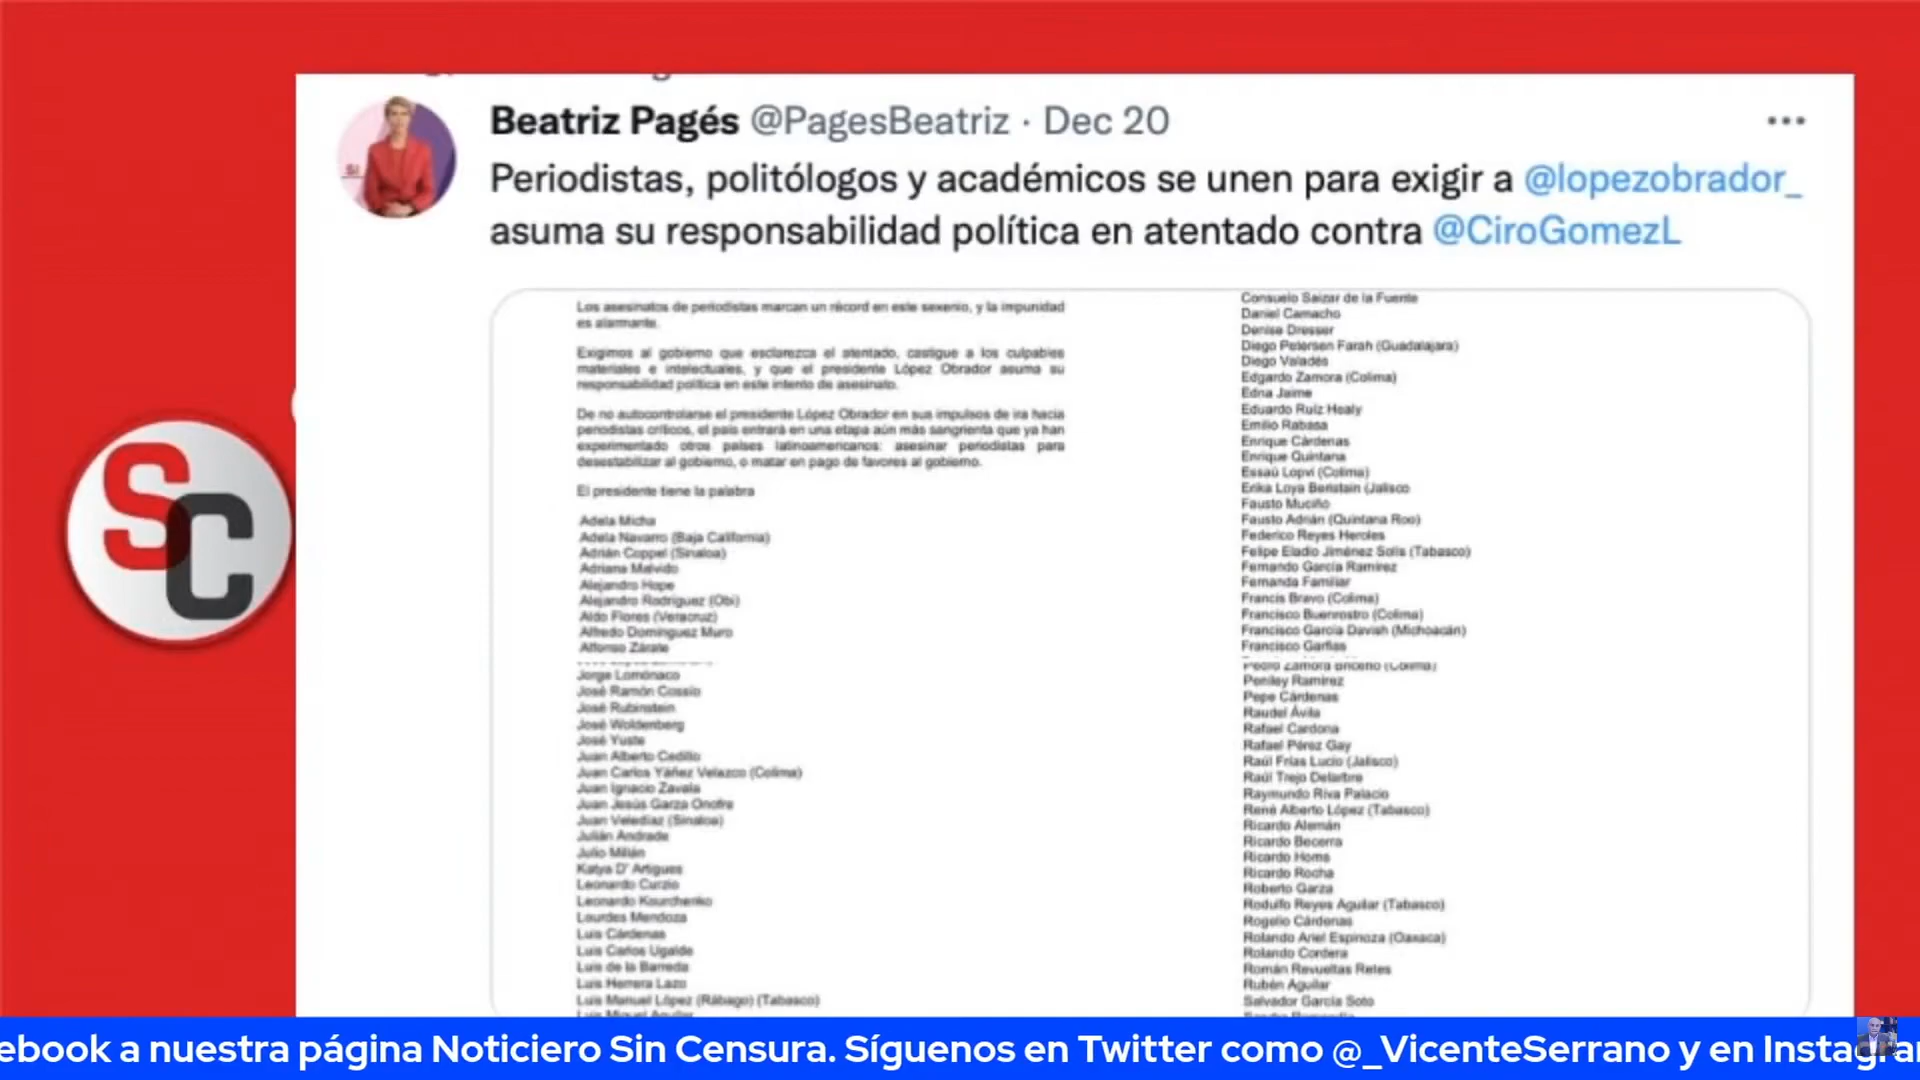 Beatriz Pagés @PagesBeatriz · Dec 20
Periodistas, politólogos y académicos se unen para exigir a @lopezobrador_
asuma su responsabilidad política en atentado contra @CiroGomezL
Los asesinatos de periodistas marcan un récord en este sexenio, y la impunidad
es alarmante.
Exigimos al gobierno que esclarezca el atentado, castigue a los culpables
materiales e intelectuales, y que el presidente López Obrador asuma su
responsabilidad política en este intento de asesinato.
De no autocontrolarse el presidente López Obrador en sus impulsos de ira hacia
periodistas críticos, el país entrará en una etapa aún más sangrienta que ya han
experimentado otros países latinoamericanos: asesinar periodistas para
desestabilizar al gobierno, o matar en pago de favores al gobierno.
El presidente tiene la palabra
Adela Micha
Adela Navarro (Baja California)
Adrián Coppel (Sinaloa)
Adriana Malvido
Alejandro Hope
Alejandro Rodríguez (Obi)
Aldo Flores (Veracruz)
Alfredo Domínguez Muro
Alfonso Zárate
Jorge Lomónaco
José Ramón Cossío
José Rubinstein
José Woldenberg
José Yuste
Juan Alberto Cedillo
Juan Carlos Yáñez Velazco (Colima)
Juan Ignacio Zavala
Juan Jesús Garza Onofre
Juan Veledíaz (Sinaloa)
Julián Andrade
Julio Millán
Katya D' Artigues
Leonardo Curzio
Leonardo Kourchenko
Lourdes Mendoza
Luis Cárdenas
Luis Carlos Ugalde
Luis de la Barreda
Luis Herrera Lazo
Luis Manuel López (Rábago) (Tabasco)
Luis Miguel Aguilar
Consuelo Saizar de la Fuente
Daniel Camacho
Denise Dresser
Diego Petersen Farah (Guadalajara)
Diego Valadés
Edgardo Zamora (Colima)
Edna Jaime
Eduardo Ruiz Healy
Emilio Rabasa
Enrique Cárdenas
Enrique Quintana
Essaú Lopvi (Colima)
Erika Loya Beristain (Jalisco
Fausto Muciño
Fausto Adrián (Quintana Roo)
Federico Reyes Heroles
Felipe Eladio Jiménez Solís (Tabasco)
Fernando García Ramírez
Fernanda Familiar
Francis Bravo (Colima)
Francisco Buenrostro (Colima)
Francisco García Davish (Michoacán)
Francisco Garfias
Pedro Zamora Briceño (Colima)
Peniley Ramírez
Pepe Cárdenas
Raudel Ávila
Rafael Cardona
Rafael Pérez Gay
Raúl Frías Lucio (Jalisco)
Raúl Trejo Delarbre
Raymundo Riva Palacio
René Alberto López (Tabasco)
Ricardo Alemán
Ricardo Becerra
Ricardo Homs
Ricardo Rocha
Roberto Garza
Rodulfo Reyes Aguilar (Tabasco)
Rogelio Cárdenas
Rolando Ariel Espinoza (Oaxaca)
Rolando Cordera
Román Revueltas Retes
Rubén Aguilar
Salvador García Soto
SC
ebook a nuestra página Noticiero Sin Censura. Síguenos en Twitter como @_VicenteSerrano y en Instagra